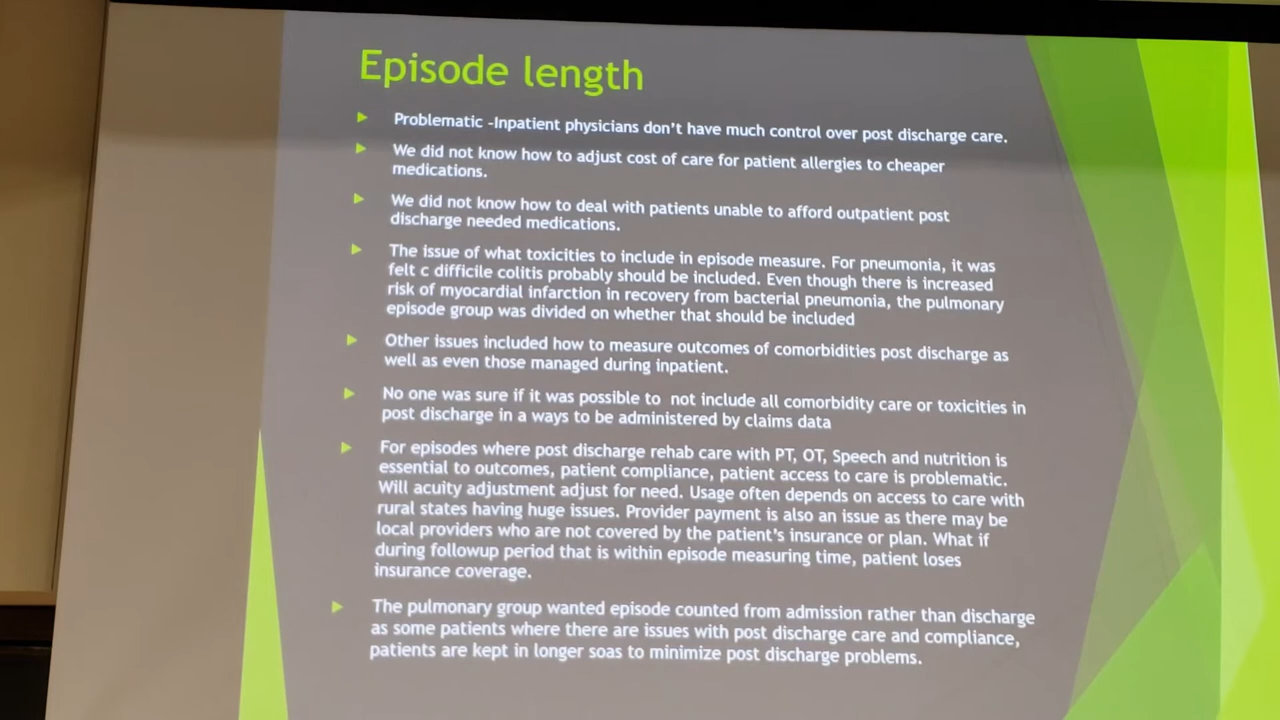 Episode length
Problematic -Inpatient physicians don't have much control over post discharge care.
We did not know how to adjust cost of care for patient allergies to cheaper
medications.
We did not know how to deal with patients unable to afford outpatient post
discharge needed medications.
The issue of what toxicities to include in episode measure. For pneumonia, it was
felt c difficile colitis probably should be included. Even though there is increased
risk of myocardial infarction in recovery from bacterial pneumonia, the pulmonary
episode group was divided on whether that should be included
Other issues included how to measure outcomes of comorbidities post discharge as
well as even those managed during inpatient.
No one was sure if it was possible to  not include all comorbidity care or toxicities in
post discharge in a ways to be administered by claims data
For episodes where post discharge rehab care with PT, OT, Speech and nutrition is
essential to outcomes, patient compliance, patient access to care is problematic.
Will acuity adjustment adjust for need. Usage often depends on access to care with
rural states having huge issues. Provider payment is also an issue as there may be
local providers who are not covered by the patient's insurance or plan. What if
during followup period that is within episode measuring time, patient loses
insurance coverage.
The pulmonary group wanted episode counted from admission rather than discharge
as some patients where there are issues with post discharge care and compliance,
patients are kept in longer soas to minimize post discharge problems.